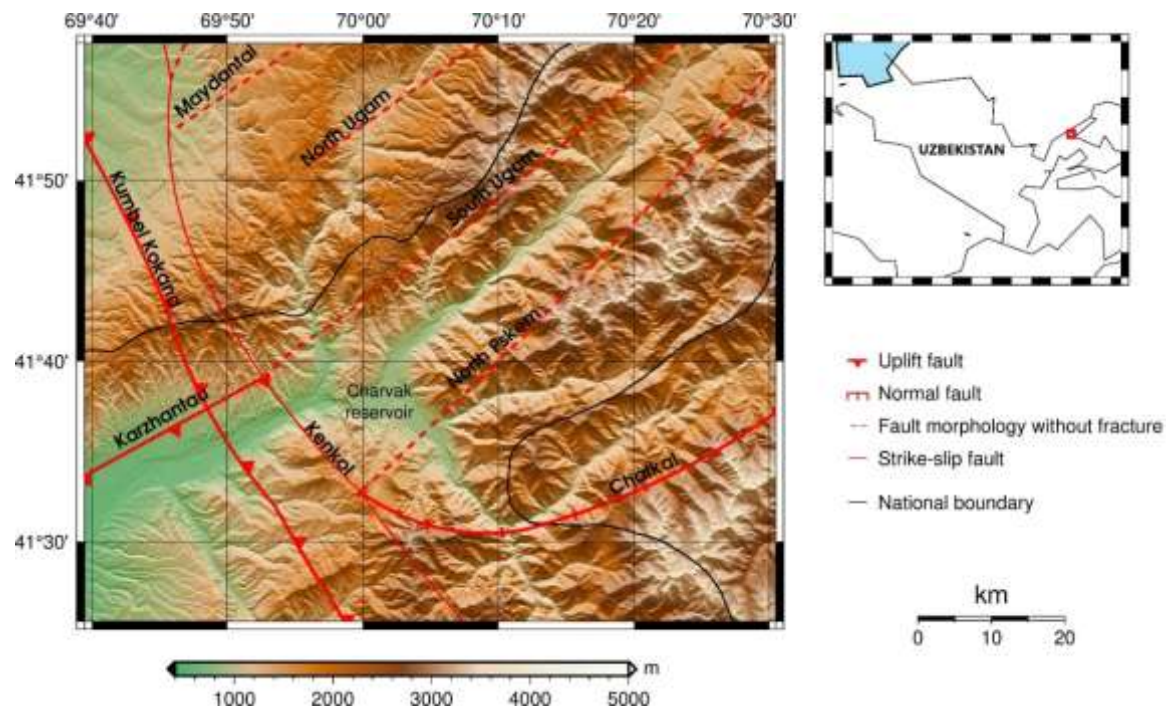 69°40' 69°50' 70°00' 70°10' 70°20' 70°30'
41°50'
41°40'
41°30'
Maydantal
North Ugam
South Ugam
Kumbel Kokand
North Pskem
Karzhantau
Charvak
reservoir
Kenkol
Chatkal
UZBEKISTAN
Uplift fault
Normal fault
Fault morphology without fracture
Strike-slip fault
National boundary
km
0 10 20
m
1000 2000 3000 4000 5000